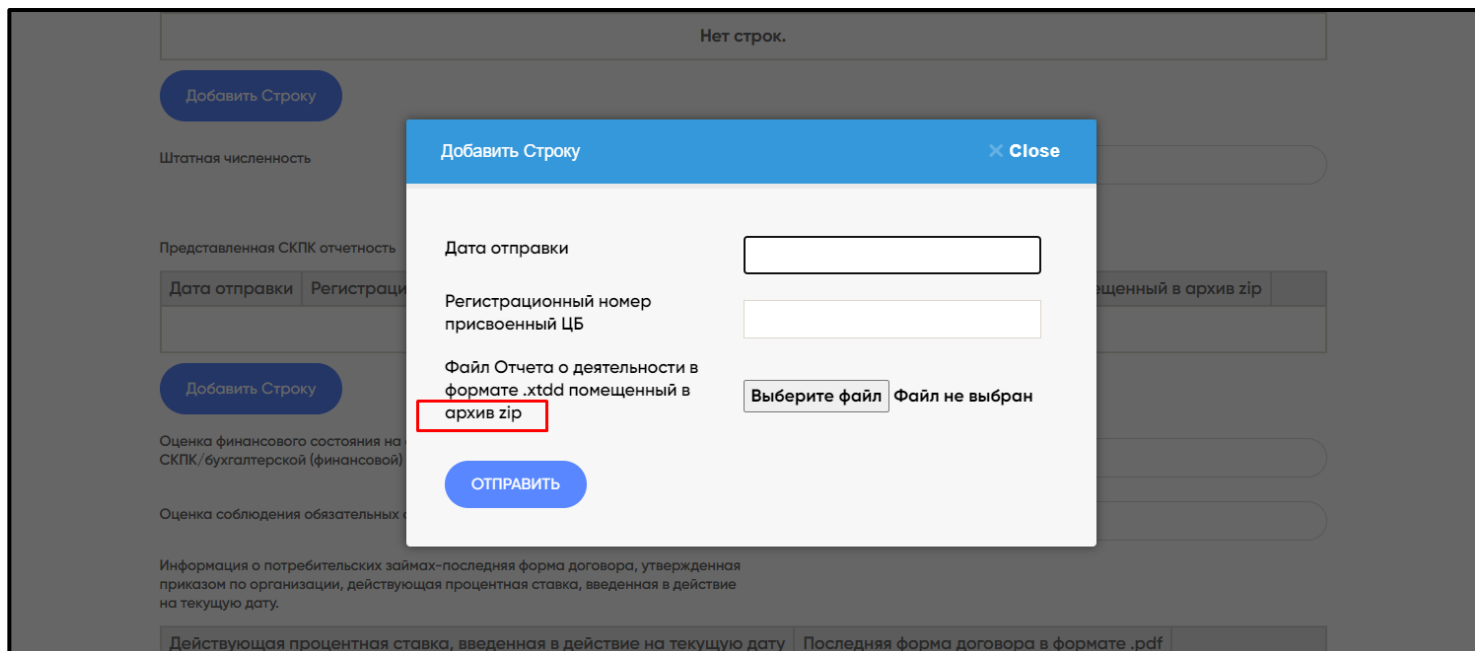 Нет строк.
Добавить Строку
Добавить Строку
× Close
Штатная численность
Дата отправки
Представленная СКПК отчетность
Дата отправки
Регистрационный номер
присвоенный ЦБ
Файл Отчета о деятельности в
формате .xtdd помещенный в
архив zip
Выберите файл Файл не выбран
Добавить Строку
ОТПРАВИТЬ
Оценка финансового состояния на
СКПК/бухгалтерской (финансовой)
Оценка соблюдения обязательных
Информация о потребительских займах-последняя форма договора, утвержденная
приказом по организации, действующая процентная ставка, введенная в действие
на текущую дату.
Действующая процентная ставка, введенная в действие на текущую дату Последняя форма договора в формате .pdf